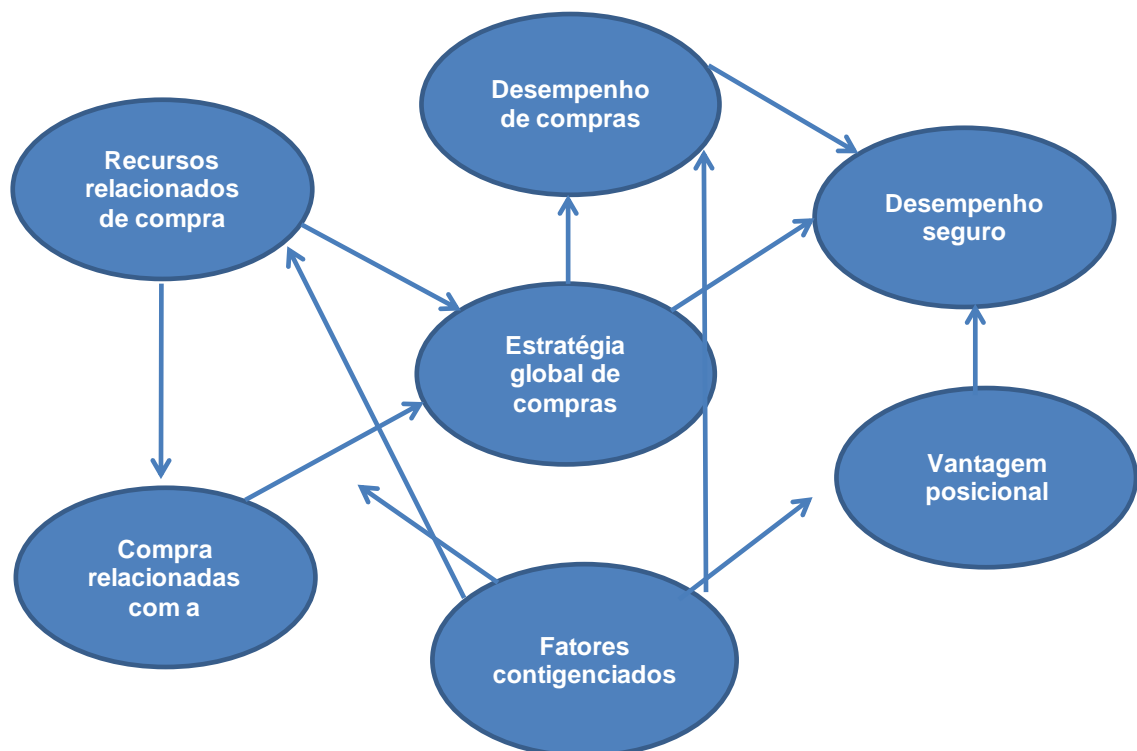 Desempenho
de compras
Recursos
relacionados
de compra
Desempenho
seguro
Estratégia
global de
compras
Vantagem
posicional
Compra
relacionadas
com a
Fatores
contigenciados